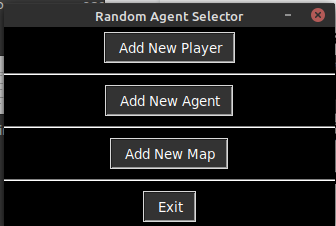 Random Agent Selector
Add New Player
Add New Agent
Add New Map
Exit